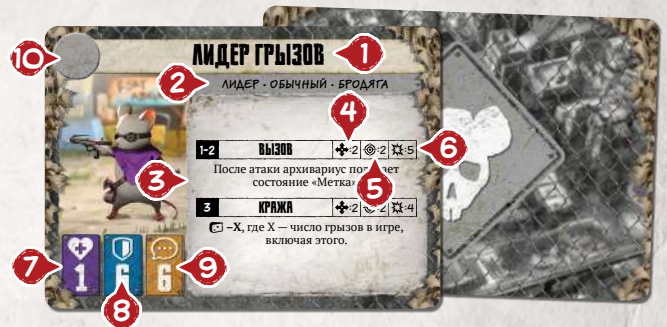 10
ЛИДЕР ГРЫЗОВ 1
2 ЛИДЕР · ОБЫЧНЫЙ · БРОДЯГА
4
1-2 ВЫЗОВ :2 :2 :5 6
3 После атаки архивариус
состояние «Метка
5
3 КРАЖА :2 :2 :4
–X, где X — число грызов в игре,
включая этого.
7 1
8 6
9 6